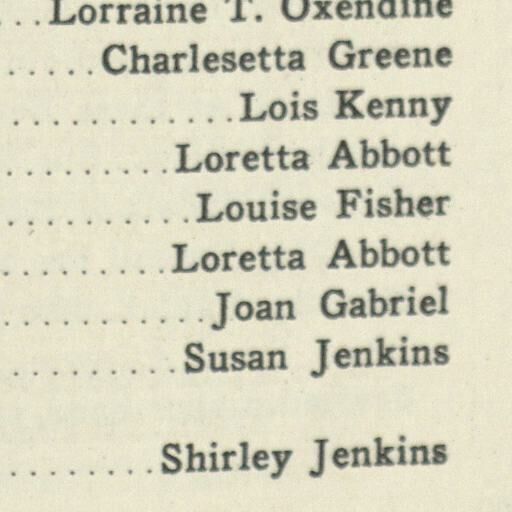 ...Lorraine T. Oxendine
......Charlesetta Greene
..............Lois Kenny
..........Loretta Abbott
...........Louise Fisher
..........Loretta Abbott
............Joan Gabriel
..........Susan Jenkins
.........Shirley Jenkins